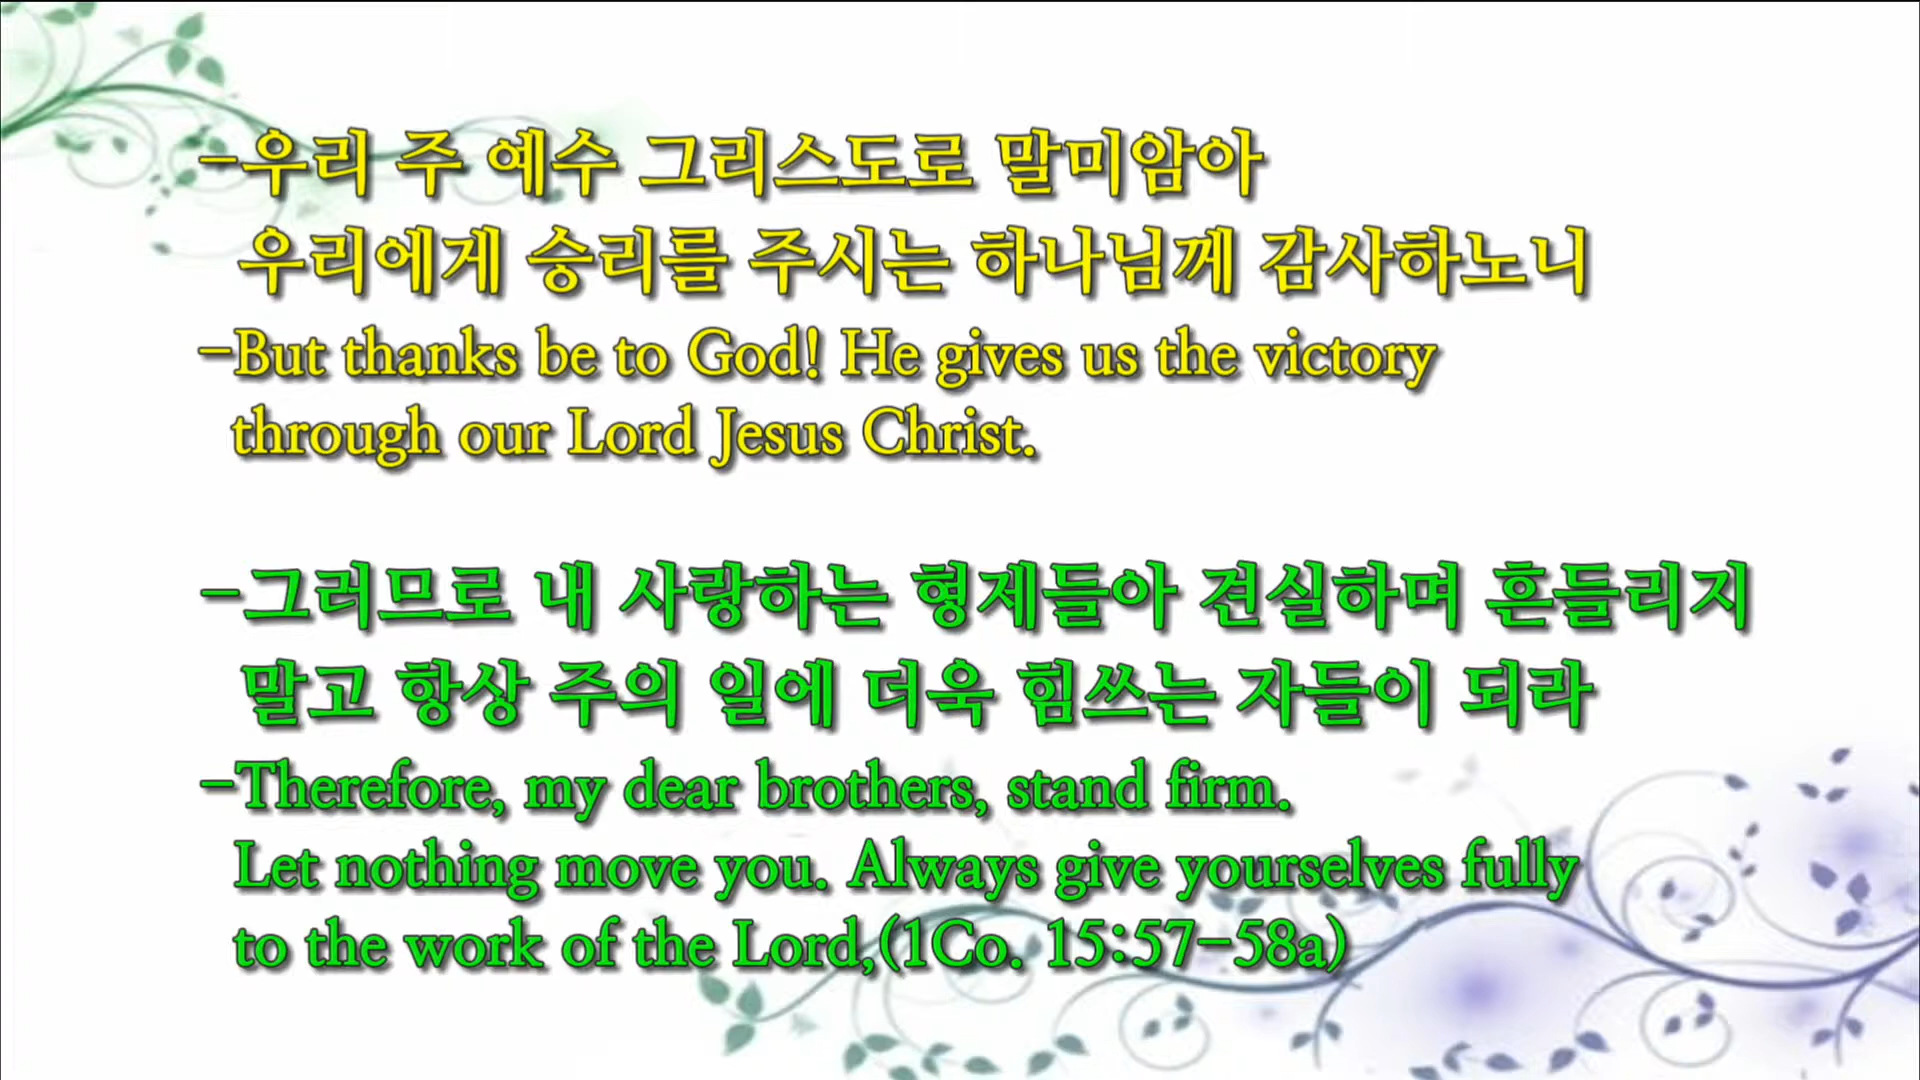 -우리 주 예수 그리스도로 말미암아
우리에게 승리를 주시는 하나님께 감사하노니
-But thanks be to God! He gives us the victory
through our Lord Jesus Christ.
-그러므로 내 사랑하는 형제들아 견실하며 흔들리지
말고 항상 주의 일에 더욱 힘쓰는 자들이 되라
-Therefore, my dear brothers, stand firm.
Let nothing move you. Always give yourselves fully
to the work of the Lord,(1Co. 15:57-58a)